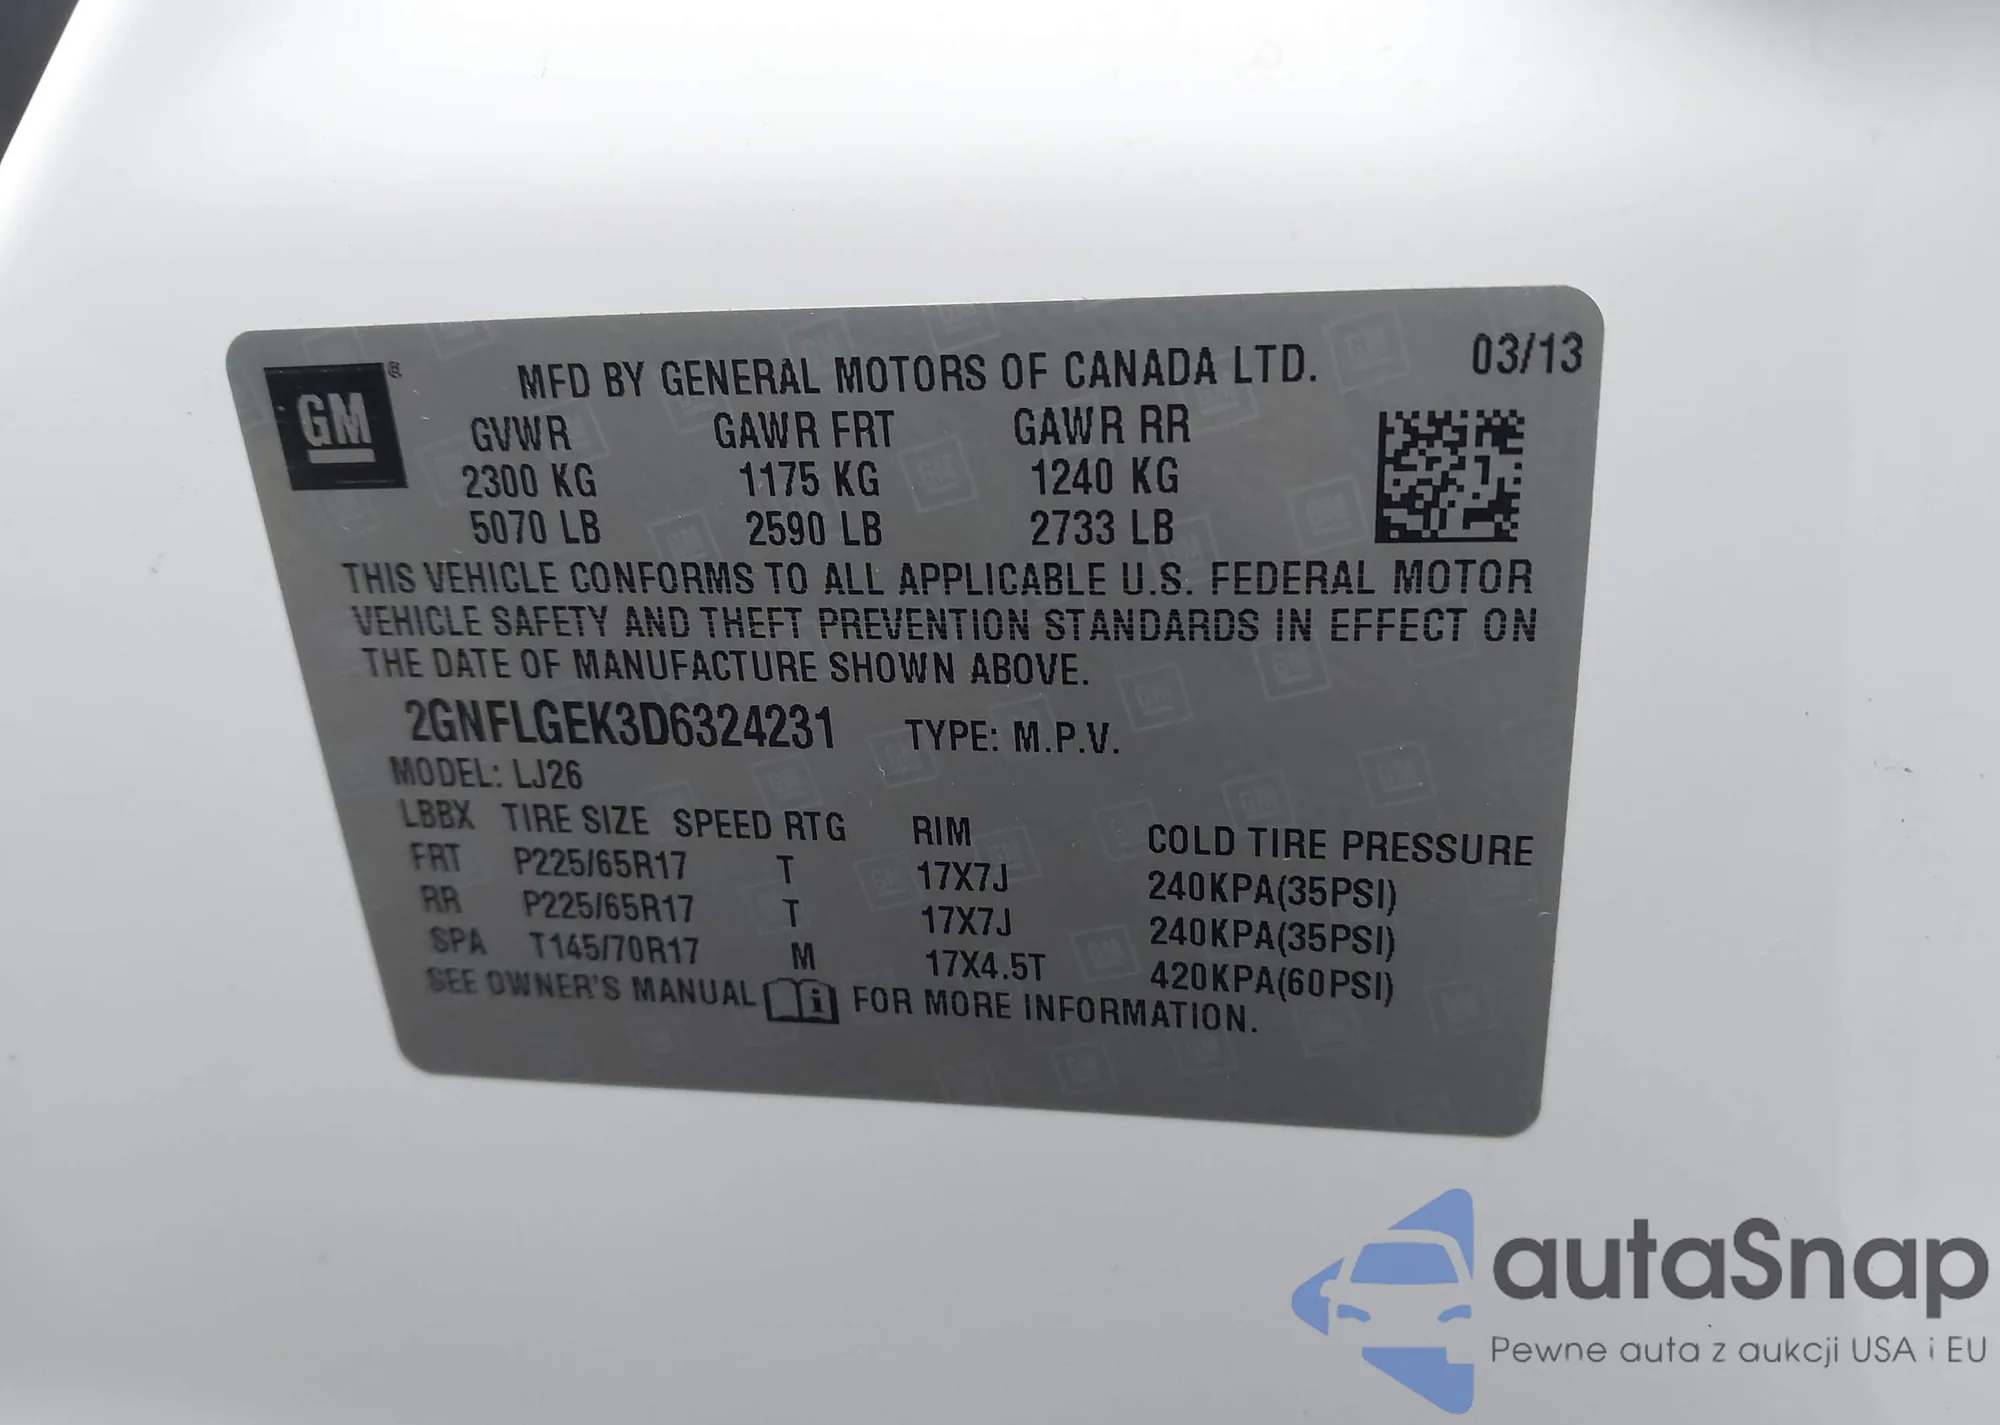 GM ®
MFD BY GENERAL MOTORS OF CANADA LTD. 03/13
GVWR GAWR FRT GAWR RR
2300 KG 1175 KG 1240 KG
5070 LB 2590 LB 2733 LB
THIS VEHICLE CONFORMS TO ALL APPLICABLE U.S. FEDERAL MOTOR
VEHICLE SAFETY AND THEFT PREVENTION STANDARDS IN EFFECT ON
THE DATE OF MANUFACTURE SHOWN ABOVE.
2GNFLGEK3D6324231 TYPE: M.P.V.
MODEL: LJ26
LBBX TIRE SIZE SPEED RTG RIM COLD TIRE PRESSURE
FRT P225/65R17 T 17X7J 240KPA(35PSI)
RR P225/65R17 T 17X7J 240KPA(35PSI)
SPA T145/70R17 M 17X4.5T 420KPA(60PSI)
SEE OWNER'S MANUAL i FOR MORE INFORMATION.
autaSnap
Pewne auta z aukcji USA i EU